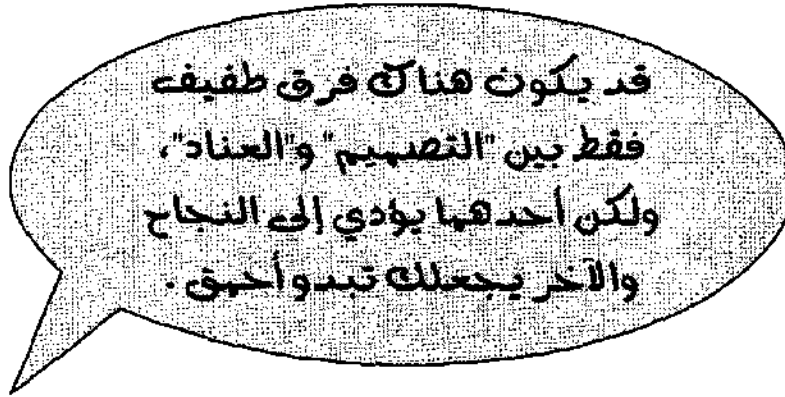 قد يكون هناك فرق طفيف
فقط بين "التصميم" و"العناد"،
ولكن أحدهما يؤدي إلى النجاح
والآخر يجعلك تبدو أحمق.